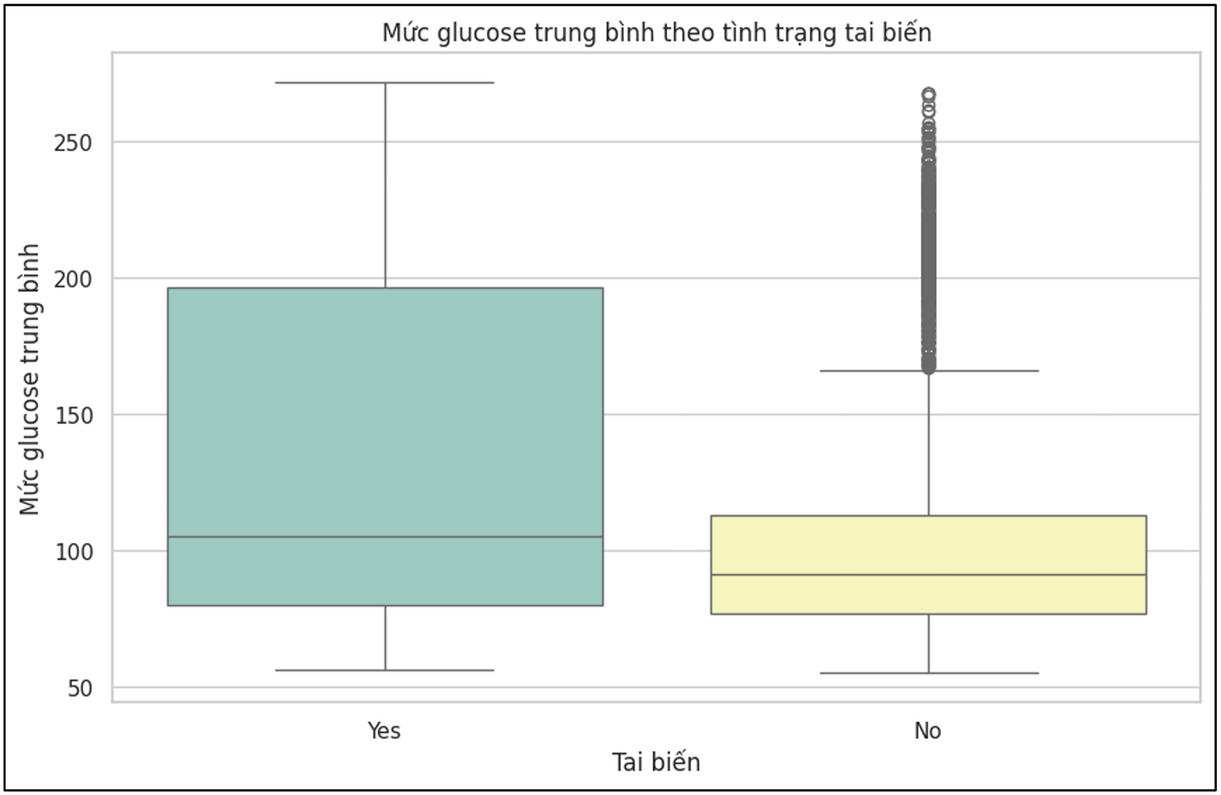 Mức glucose trung bình theo tình trạng tai biến
Mức glucose trung bình
250
200
150
100
50
Yes
No
Tai biến